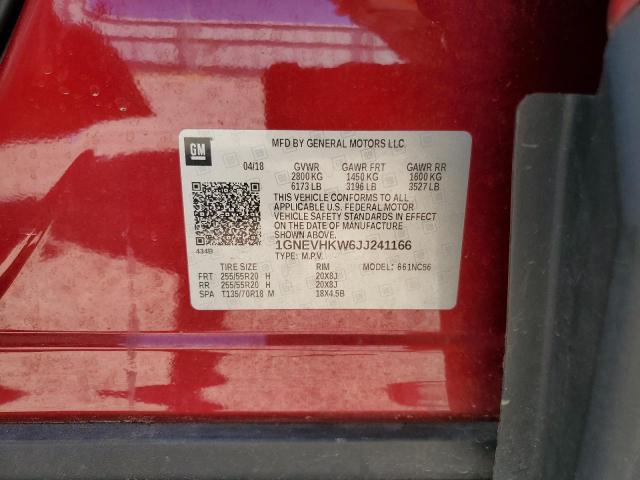 GM MFD BY GENERAL MOTORS LLC
04/18 GVWR GAWR FRT GAWR RR
2800 KG 1450 KG 1600 KG
6173 LB 3196 LB 3527 LB
THIS VEHICLE CONFORMS TO ALL
APPLICABLE U.S. FEDERAL MOTOR
VEHICLE SAFETY STANDARDS IN EFFECT
ON THE DATE OF MANUFACTURE
SHOWN ABOVE.
434B 1GNEVHKW6JJ241166
TYPE: M.P.V.
TIRE SIZE RIM MODEL: 661NC56
FRT 255/55R20 H 20X8J
RR 255/55R20 H 20X8J
SPA T135/70R18 M 18X4.5B